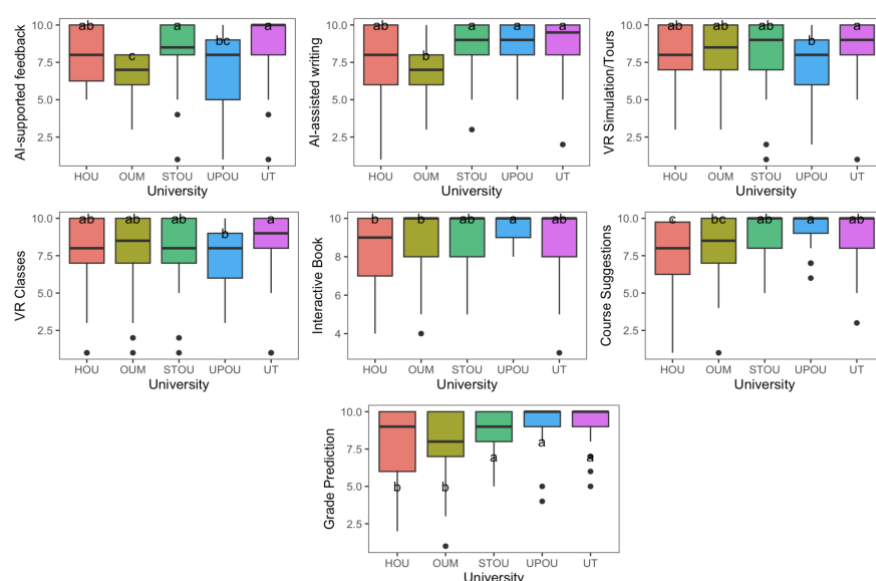 AI-supported feedback
10.0
7.5
5.0
2.5
ab c a bc a
HOU OUM STOU UPOU UT
University
AI-assisted writing
10.0
7.5
5.0
2.5
ab b a a a
HOU OUM STOU UPOU UT
University
VR Simulation/Tours
10.0
7.5
5.0
2.5
ab ab ab b a
HOU OUM STOU UPOU UT
University
VR Classes
10.0
7.5
5.0
2.5
ab ab ab b a
HOU OUM STOU UPOU UT
University
Interactive Book
10
8
6
4
b b ab a ab
HOU OUM STOU UPOU UT
University
Course Suggestions
10.0
7.5
5.0
2.5
c bc ab a ab
HOU OUM STOU UPOU UT
University
Grade Prediction
10.0
7.5
5.0
2.5
b b a a a
HOU OUM STOU UPOU UT
University